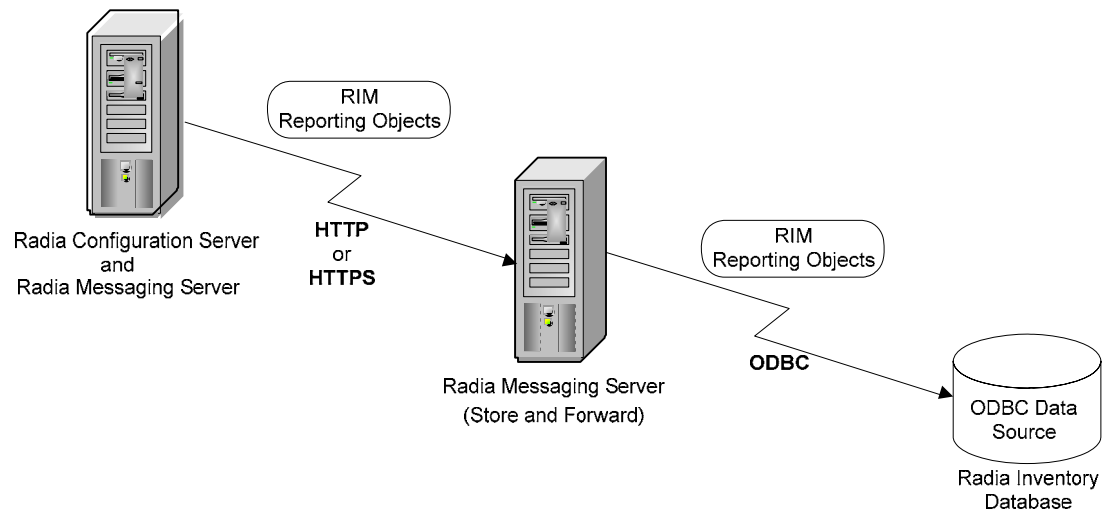 RIM
Reporting Objects
Radia Configuration Server
and
Radia Messaging Server
HTTP
or
HTTPS
RIM
Reporting Objects
Radia Messaging Server
(Store and Forward)
ODBC
ODBC Data
Source
Radia Inventory
Database